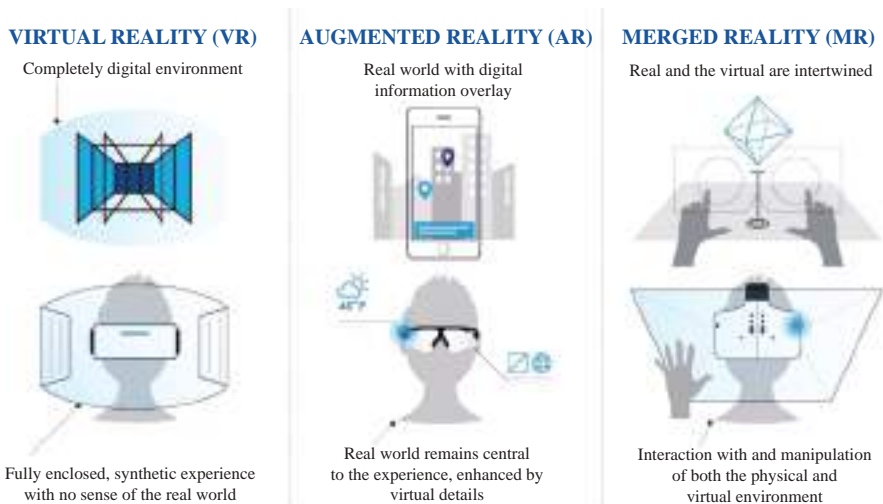 VIRTUAL REALITY (VR)
Completely digital environment
Fully enclosed, synthetic experience
with no sense of the real world
AUGMENTED REALITY (AR)
Real world with digital
information overlay
Real world remains central
to the experience, enhanced by
virtual details
MERGED REALITY (MR)
Real and the virtual are intertwined
Interaction with and manipulation
of both the physical and
virtual environment